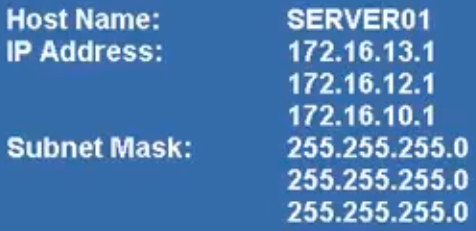 Host Name: SERVER01
IP Address: 172.16.13.1
172.16.12.1
172.16.10.1
Subnet Mask: 255.255.255.0
255.255.255.0
255.255.255.0